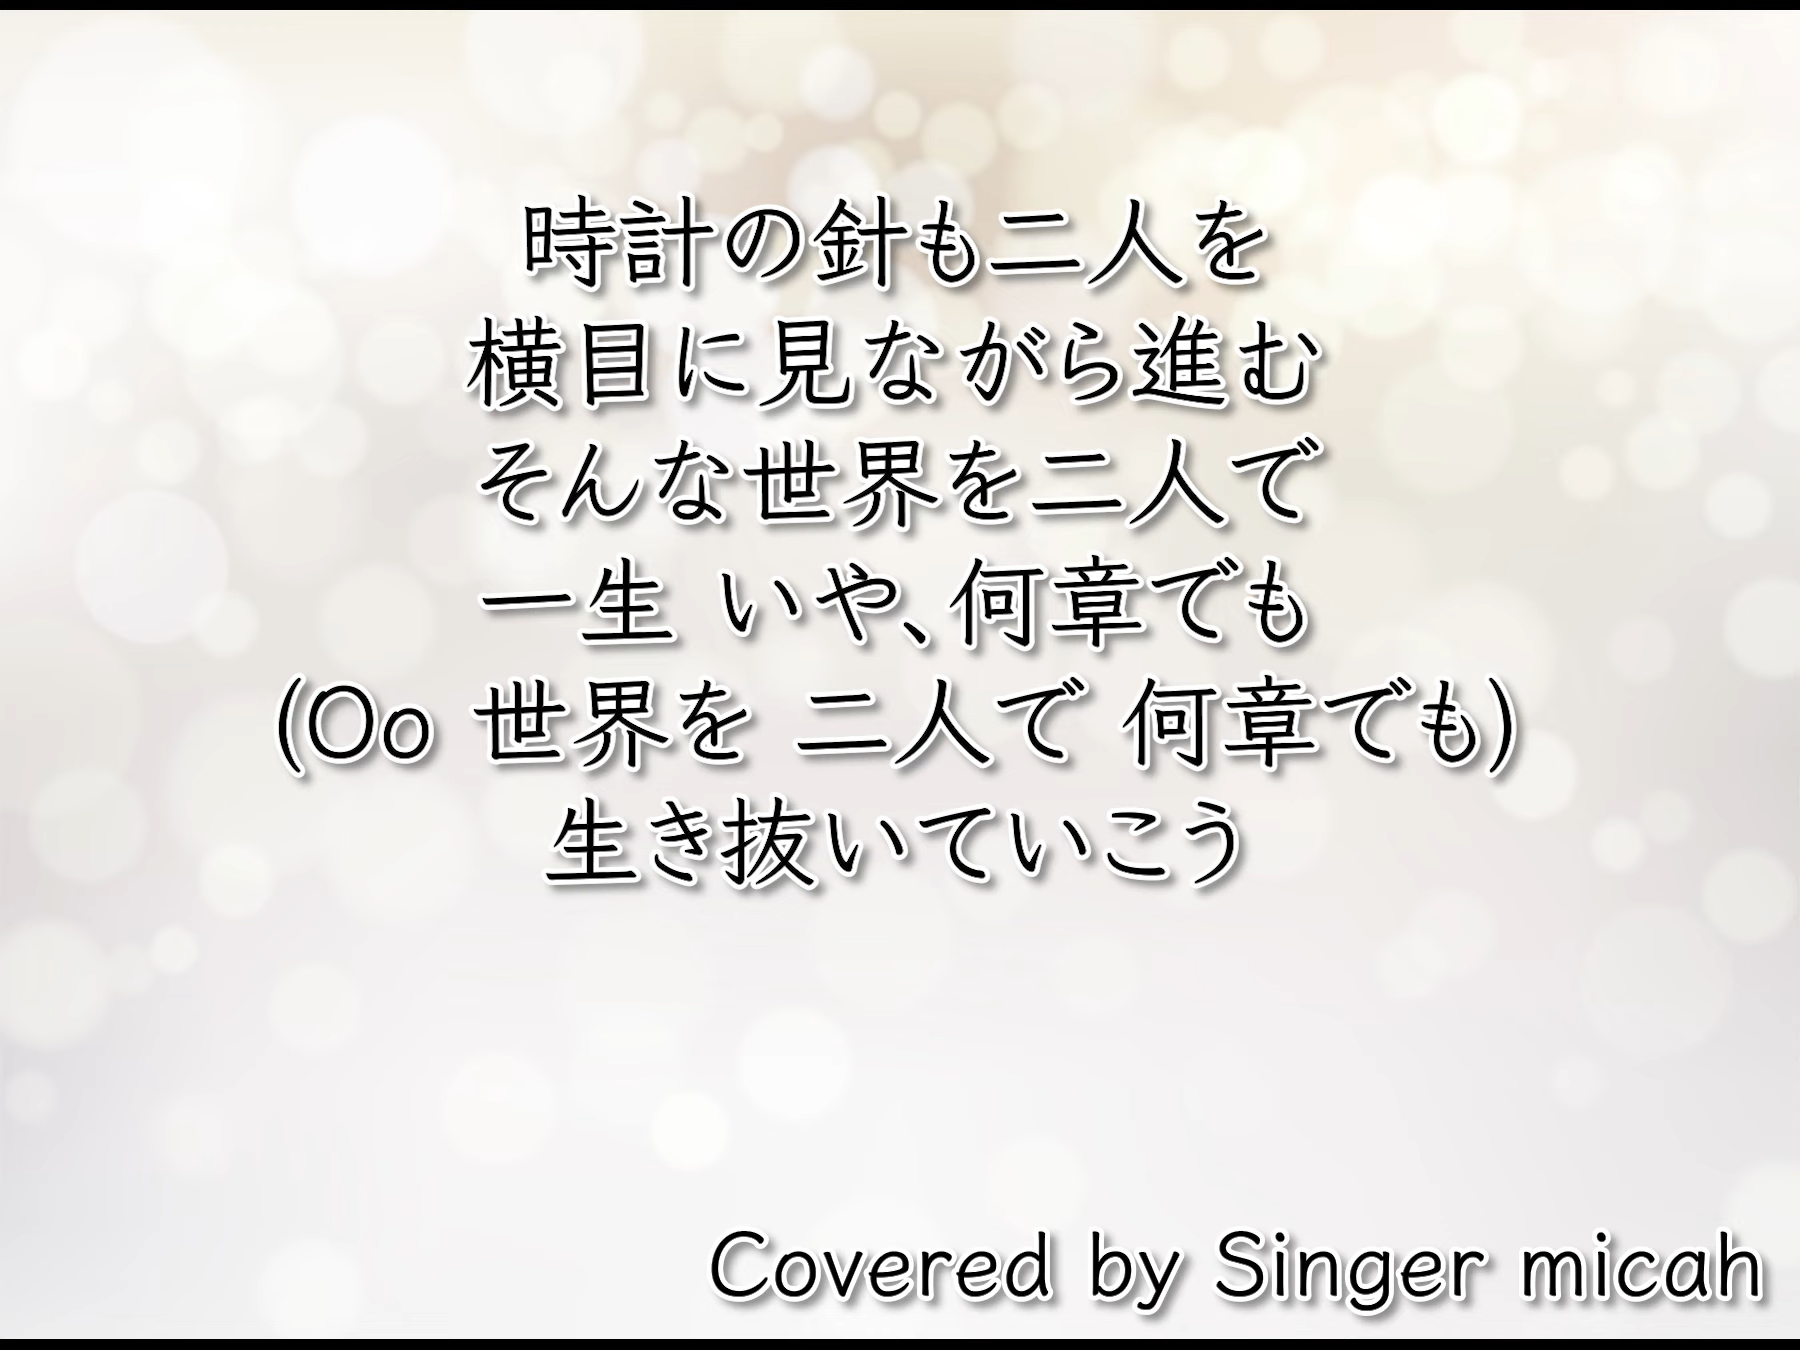 時計の針も二人を
横目に見ながら進む
そんな世界を二人で
一生 いや、何章でも
(Oo 世界を 二人で 何章でも)
生き抜いていこう
Covered by Singer micah